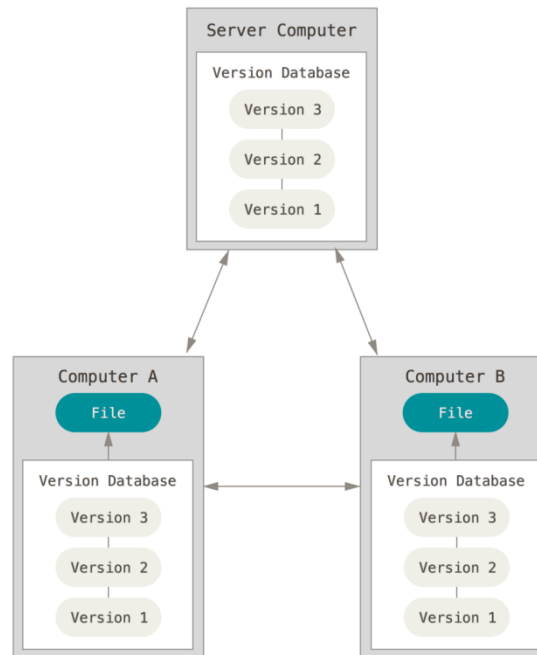 Server Computer
Version Database
Version 3
Version 2
Version 1
Computer A
File
Version Database
Version 3
Version 2
Version 1
Computer B
File
Version Database
Version 3
Version 2
Version 1